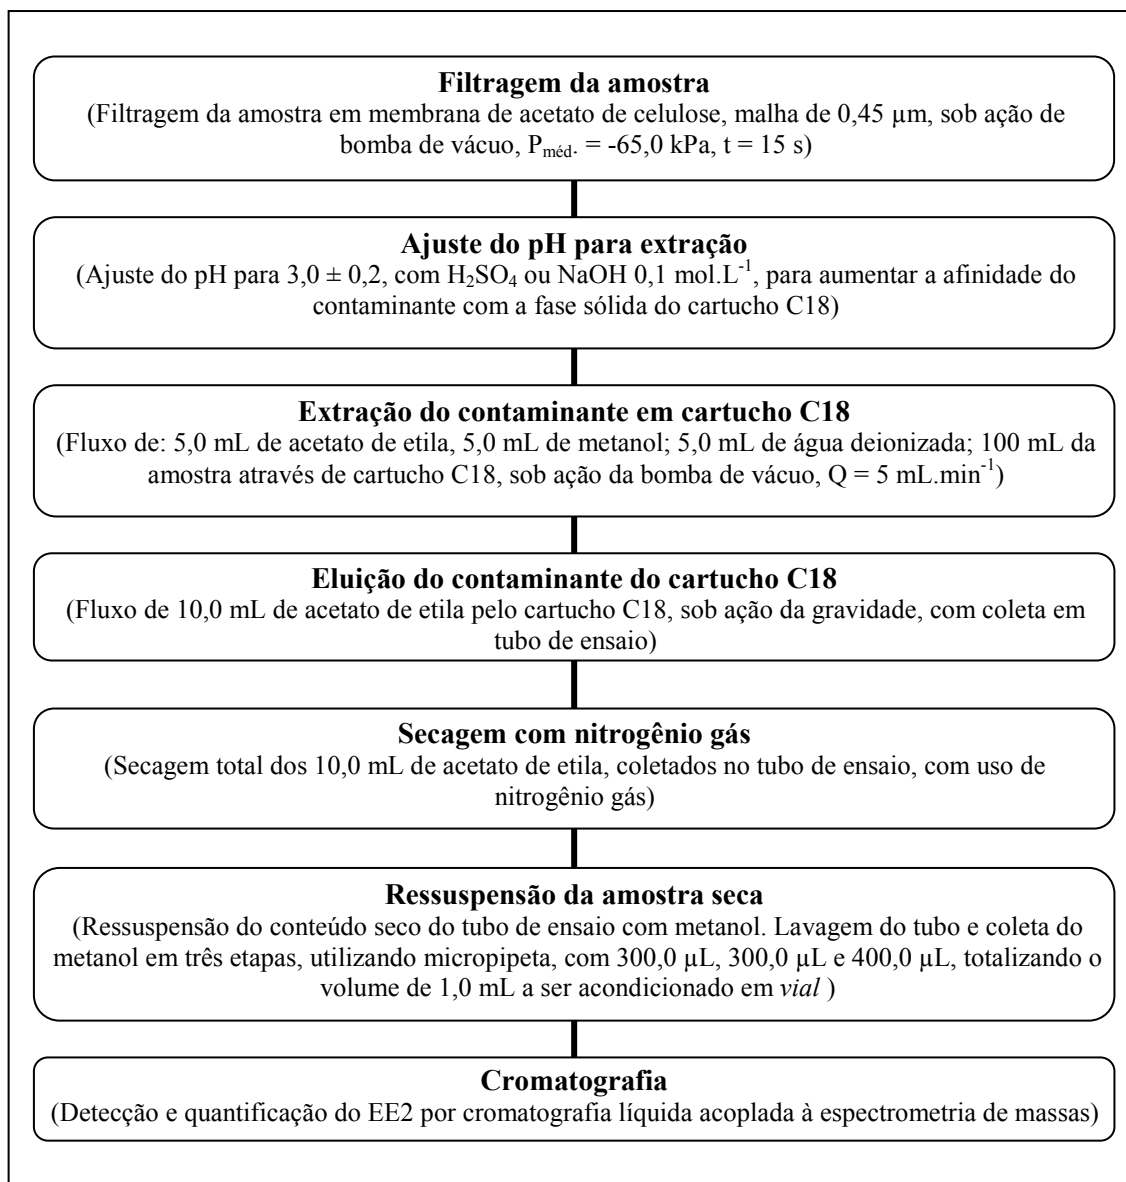 Filtragem da amostra
(Filtragem da amostra em membrana de acetato de celulose, malha de 0,45 µm, sob ação de
bomba de vácuo, Pméd. = -65,0 kPa, t = 15 s)
Ajuste do pH para extração
(Ajuste do pH para 3,0 ± 0,2, com H₂SO₄ ou NaOH 0,1 mol.L⁻¹, para aumentar a afinidade do
contaminante com a fase sólida do cartucho C18)
Extração do contaminante em cartucho C18
(Fluxo de: 5,0 mL de acetato de etila, 5,0 mL de metanol; 5,0 mL de água deionizada; 100 mL da
amostra através de cartucho C18, sob ação da bomba de vácuo, Q = 5 mL.min⁻¹)
Eluição do contaminante do cartucho C18
(Fluxo de 10,0 mL de acetato de etila pelo cartucho C18, sob ação da gravidade, com coleta em
tubo de ensaio)
Secagem com nitrogênio gás
(Secagem total dos 10,0 mL de acetato de etila, coletados no tubo de ensaio, com uso de
nitrogênio gás)
Ressuspensão da amostra seca
(Ressuspensão do conteúdo seco do tubo de ensaio com metanol. Lavagem do tubo e coleta do
metanol em três etapas, utilizando micropipeta, com 300,0 µL, 300,0 µL e 400,0 µL, totalizando o
volume de 1,0 mL a ser acondicionado em vial )
Cromatografia
(Detecção e quantificação do EE2 por cromatografia líquida acoplada à espectrometria de massas)